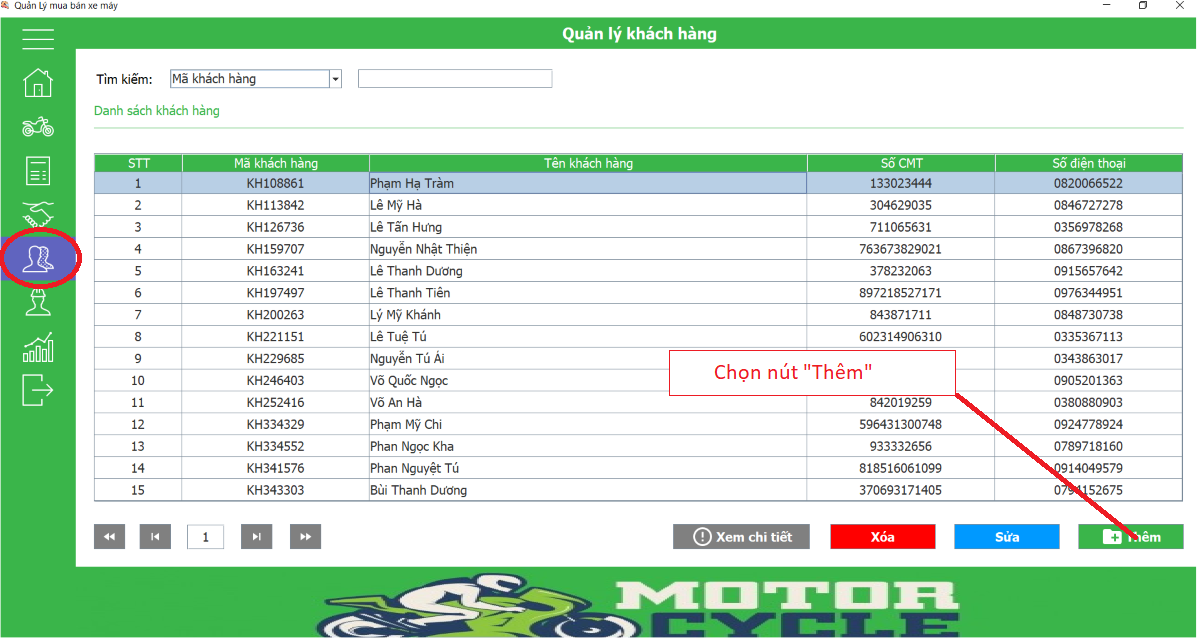 Quản Lý mua bán xe máy
Quản lý khách hàng
Tìm kiếm: Mã khách hàng
Danh sách khách hàng
STT Mã khách hàng Tên khách hàng Số CMT Số điện thoại
1 KH108861 Phạm Hạ Tràm 133023444 0820066522
2 KH113842 Lê Mỹ Hà 304629035 0846727278
3 KH126736 Lê Tấn Hưng 711065631 0356978268
4 KH159707 Nguyễn Nhật Thiện 763673829021 0867396820
5 KH163241 Lê Thanh Dương 378232063 0915657642
6 KH197497 Lê Thanh Tiên 897218527171 0976344951
7 KH200263 Lý Mỹ Khánh 843871711 0848730738
8 KH221151 Lê Tuệ Tú 602314906310 0335367113
9 KH229685 Nguyễn Tú Ái 0343863017
10 KH246403 Võ Quốc Ngọc 0905201363
11 KH252416 Võ An Hà 842019259 0380880903
12 KH334329 Phạm Mỹ Chi 596431300748 0924778924
13 KH334552 Phan Ngọc Kha 933332656 0789718160
14 KH341576 Phan Nguyệt Tú 818516061099 0914049579
15 KH343303 Bùi Thanh Dương 370693171405 0794152675
Chọn nút "Thêm"
1 Xem chi tiết Xóa Sửa Thêm
MOTOR
CYCLE